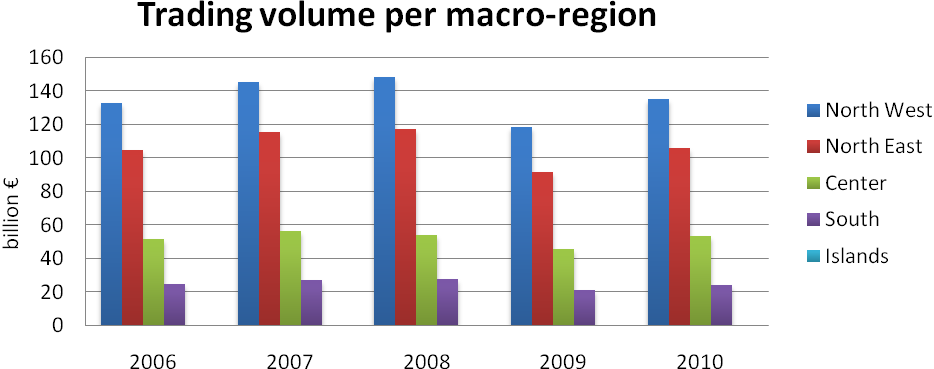 Trading volume per macro-region
billion €
160
140
120
100
80
60
40
20
0
2006 2007 2008 2009 2010
North West
North East
Center
South
Islands